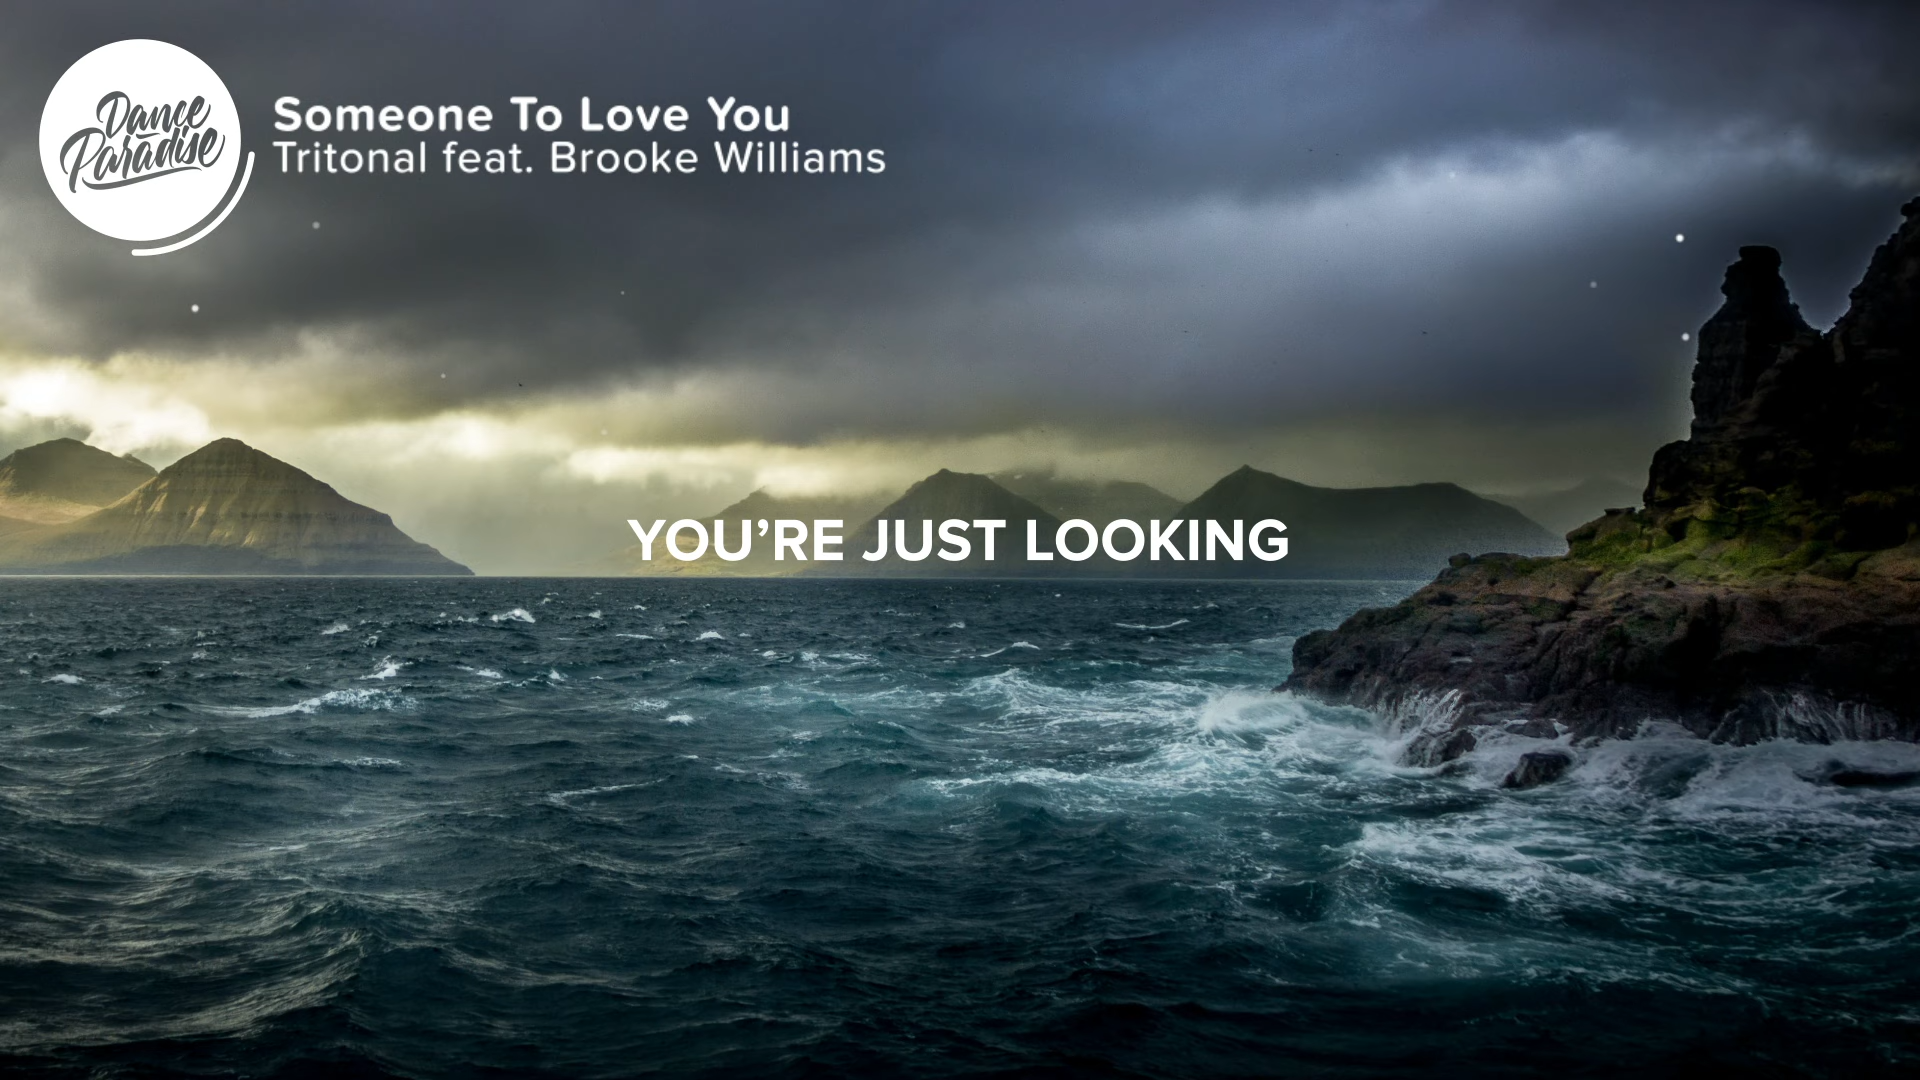 Dance
Paradise
Someone To Love You
Tritonal feat. Brooke Williams
YOU’RE JUST LOOKING